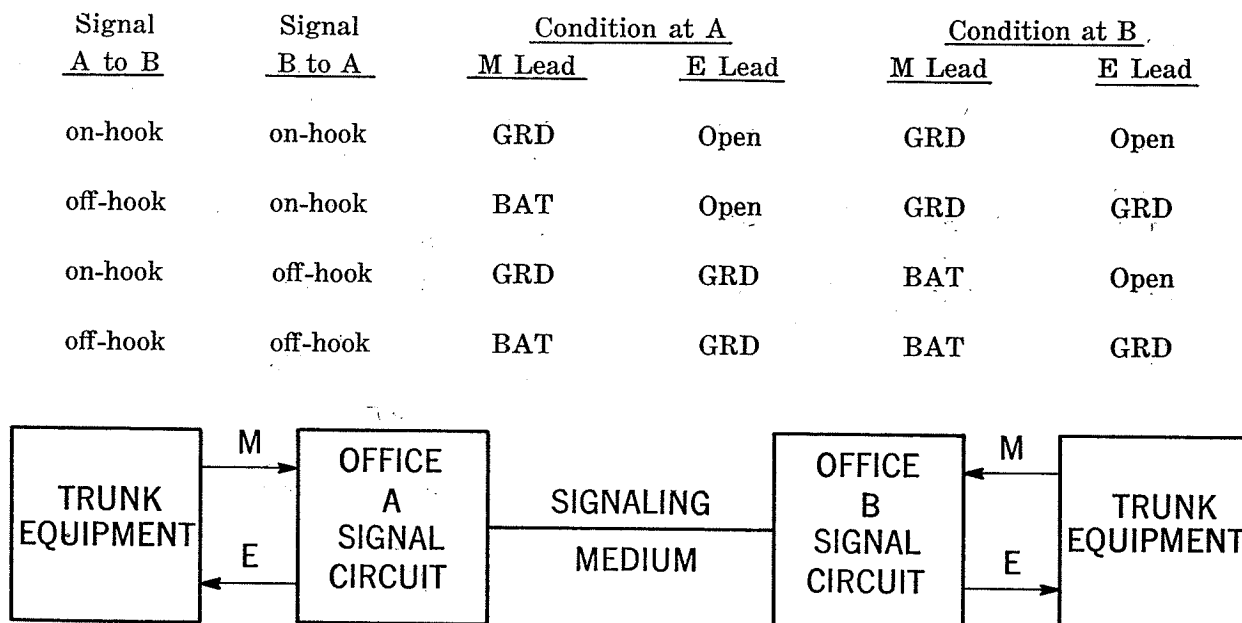 Signal Signal Condition at A Condition at B
A to B B to A M Lead E Lead M Lead E Lead
on-hook on-hook GRD Open GRD Open
off-hook on-hook BAT Open GRD GRD
on-hook off-hook GRD GRD BAT Open
off-hook off-hook BAT GRD BAT GRD
TRUNK
EQUIPMENT
M
E
OFFICE
A
SIGNAL
CIRCUIT
SIGNALING
MEDIUM
OFFICE
B
SIGNAL
CIRCUIT
M
E
TRUNK
EQUIPMENT